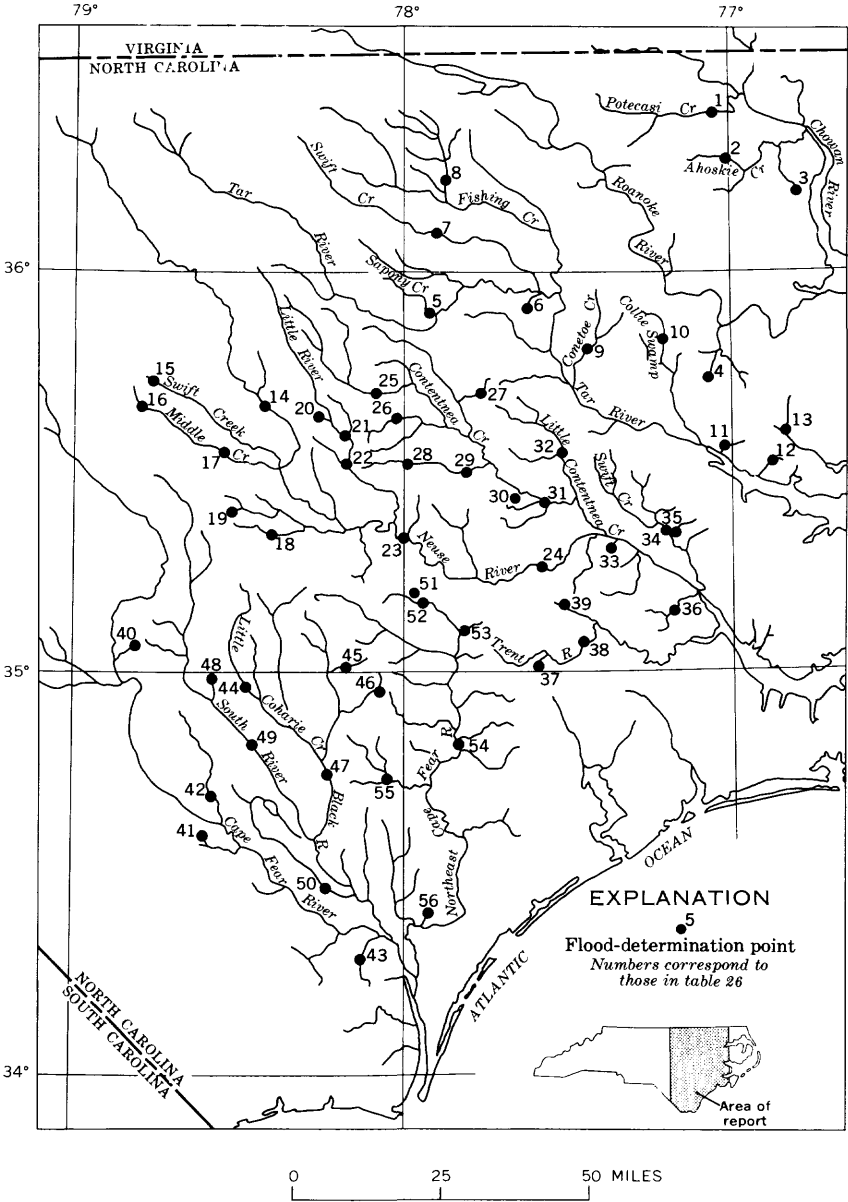 79° 78° 77°
VIRGINIA
NORTH CAROLINA
Potecasi Cr
1
2
Ahoskie Cr
3
Chowan River
Swift Cr
8
Fishing Cr
Roanoke River
Tar River
7
36°
Sappony Cr
5
6
Conetoe Cr
9
Collie Swamp
10
4
Little River
15
Swift Creek
16
Middle Cr
17
14
25
Contentnea Cr
26
27
20
21
22
28
29
Tar River
11
13
12
Little Contentnea Cr
32
Swift Cr
30
31
19
18
23
Neuse River
24
33
34
35
51
52
39
36
53
Trent R
38
37
40
35°
Little Coharie Cr
45
46
48
44
South River
49
47
Black R
55
54
Northeast Cape Fear R
42
41
Cape Fear River
50
56
43
ATLANTIC OCEAN
EXPLANATION
5
Flood-determination point
Numbers correspond to
those in table 26
NORTH CAROLINA
SOUTH CAROLINA
34°
Area of
report
0 25 50 MILES